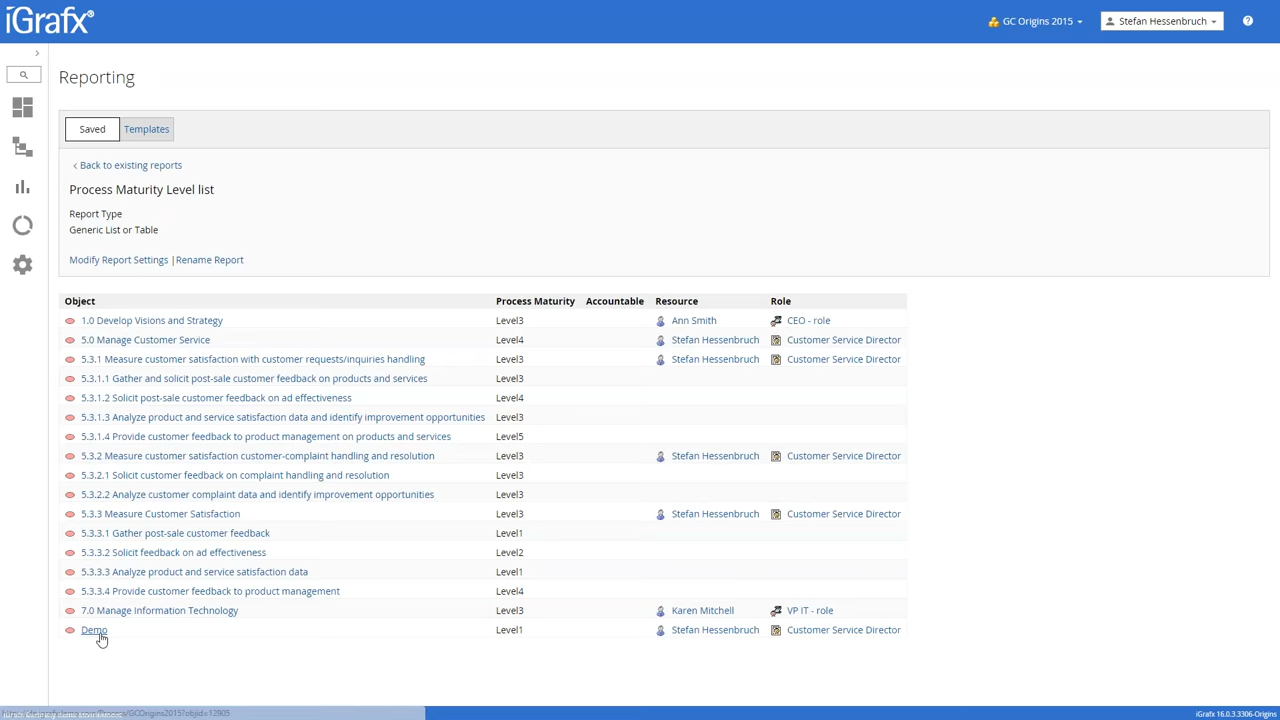 iGrafx®
GC Origins 2015
Stefan Hessenbruch
Reporting
Saved
Templates
Back to existing reports
Process Maturity Level list
Report Type
Generic List or Table
Modify Report Settings | Rename Report
Object Process Maturity Accountable Resource Role
1.0 Develop Visions and Strategy Level3 Ann Smith CEO - role
5.0 Manage Customer Service Level4 Stefan Hessenbruch Customer Service Director
5.3.1 Measure customer satisfaction with customer requests/inquiries handling Level3 Stefan Hessenbruch Customer Service Director
5.3.1.1 Gather and solicit post-sale customer feedback on products and services Level3
5.3.1.2 Solicit post-sale customer feedback on ad effectiveness Level4
5.3.1.3 Analyze product and service satisfaction data and identify improvement opportunities Level3
5.3.1.4 Provide customer feedback to product management on products and services Level5
5.3.2 Measure customer satisfaction customer-complaint handling and resolution Level3 Stefan Hessenbruch Customer Service Director
5.3.2.1 Solicit customer feedback on complaint handling and resolution Level3
5.3.2.2 Analyze customer complaint data and identify improvement opportunities Level3
5.3.3 Measure Customer Satisfaction Level3 Stefan Hessenbruch Customer Service Director
5.3.3.1 Gather post-sale customer feedback Level1
5.3.3.2 Solicit feedback on ad effectiveness Level2
5.3.3.3 Analyze product and service satisfaction data Level1
5.3.3.4 Provide customer feedback to product management Level4
7.0 Manage Information Technology Level3 Karen Mitchell VP IT - role
Demo Level1 Stefan Hessenbruch Customer Service Director
iGrafx 16.0.3.3306-Origins